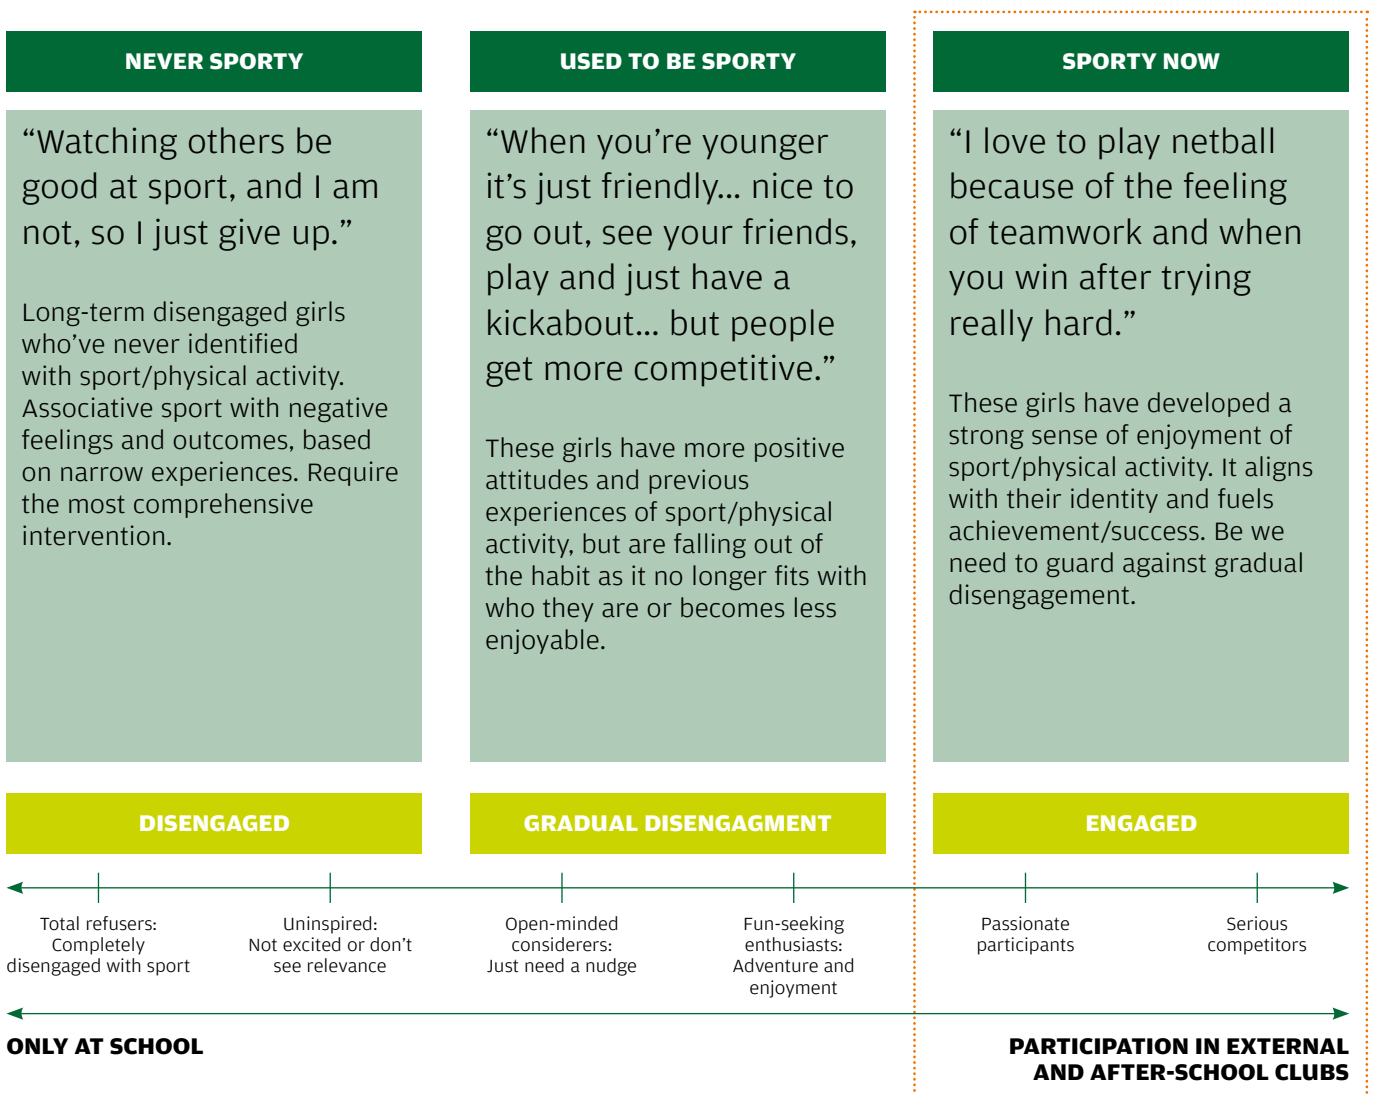 NEVER SPORTY
“Watching others be
good at sport, and I am
not, so I just give up.”
Long-term disengaged girls
who’ve never identified
with sport/physical activity.
Associative sport with negative
feelings and outcomes, based
on narrow experiences. Require
the most comprehensive
intervention.
DISENGAGED
USED TO BE SPORTY
“When you’re younger
it’s just friendly... nice to
go out, see your friends,
play and just have a
kickabout... but people
get more competitive.”
These girls have more positive
attitudes and previous
experiences of sport/physical
activity, but are falling out of
the habit as it no longer fits with
who they are or becomes less
enjoyable.
GRADUAL DISENGAGMENT
SPORTY NOW
“I love to play netball
because of the feeling
of teamwork and when
you win after trying
really hard.”
These girls have developed a
strong sense of enjoyment of
sport/physical activity. It aligns
with their identity and fuels
achievement/success. Be we
need to guard against gradual
disengagement.
ENGAGED
Total refusers:
Completely
disengaged with sport
Uninspired:
Not excited or don’t
see relevance
Open-minded
considerers:
Just need a nudge
Fun-seeking
enthusiasts:
Adventure and
enjoyment
Passionate
participants
Serious
competitors
ONLY AT SCHOOL
PARTICIPATION IN EXTERNAL
AND AFTER-SCHOOL CLUBS